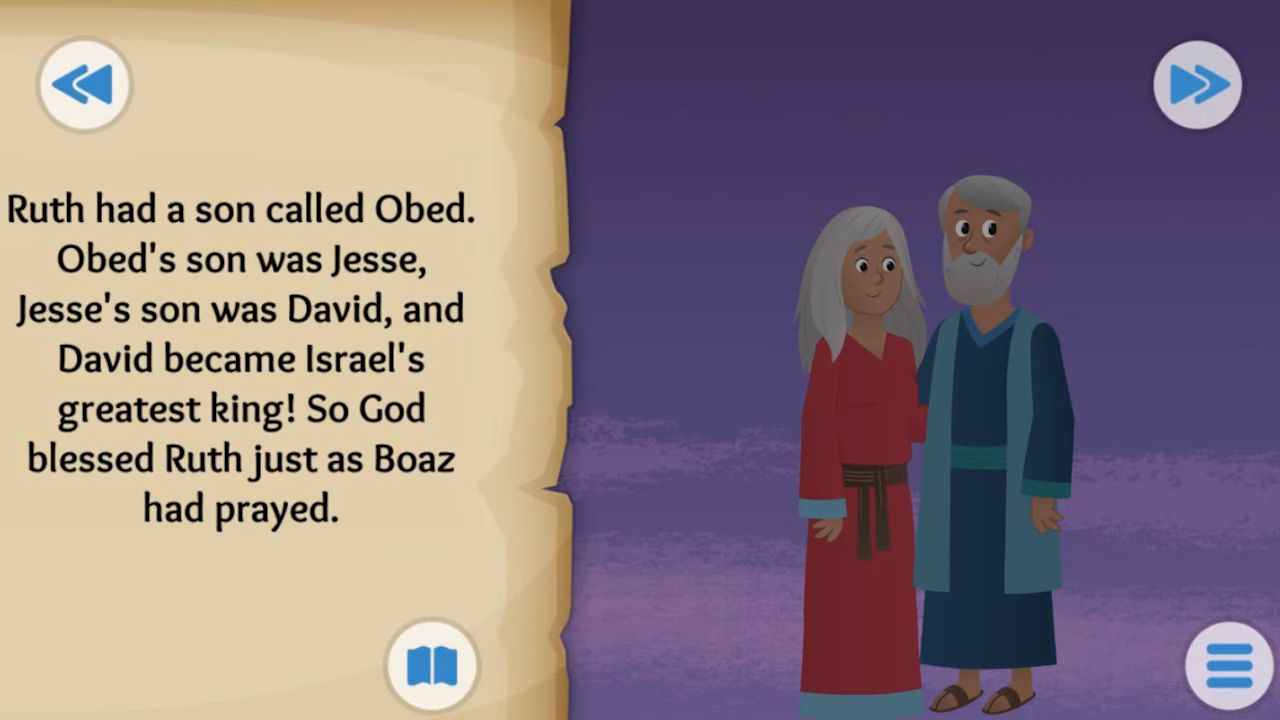 Ruth had a son called Obed.
Obed's son was Jesse,
Jesse's son was David, and
David became Israel's
greatest king! So God
blessed Ruth just as Boaz
had prayed.